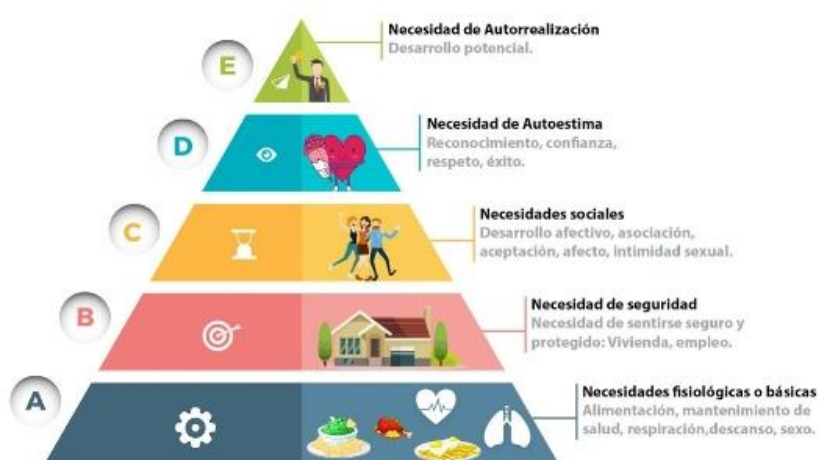 E
Necesidad de Autorrealización
Desarrollo potencial.
D
Necesidad de Autoestima
Reconocimiento, confianza,
respeto, éxito.
C
Necesidades sociales
Desarrollo afectivo, asociación,
aceptación, afecto, intimidad sexual.
B
Necesidad de seguridad
Necesidad de sentirse seguro y
protegido: Vivienda, empleo.
A
Necesidades fisiológicas o básicas
Alimentación, mantenimiento de
salud, respiración,descanso, sexo.